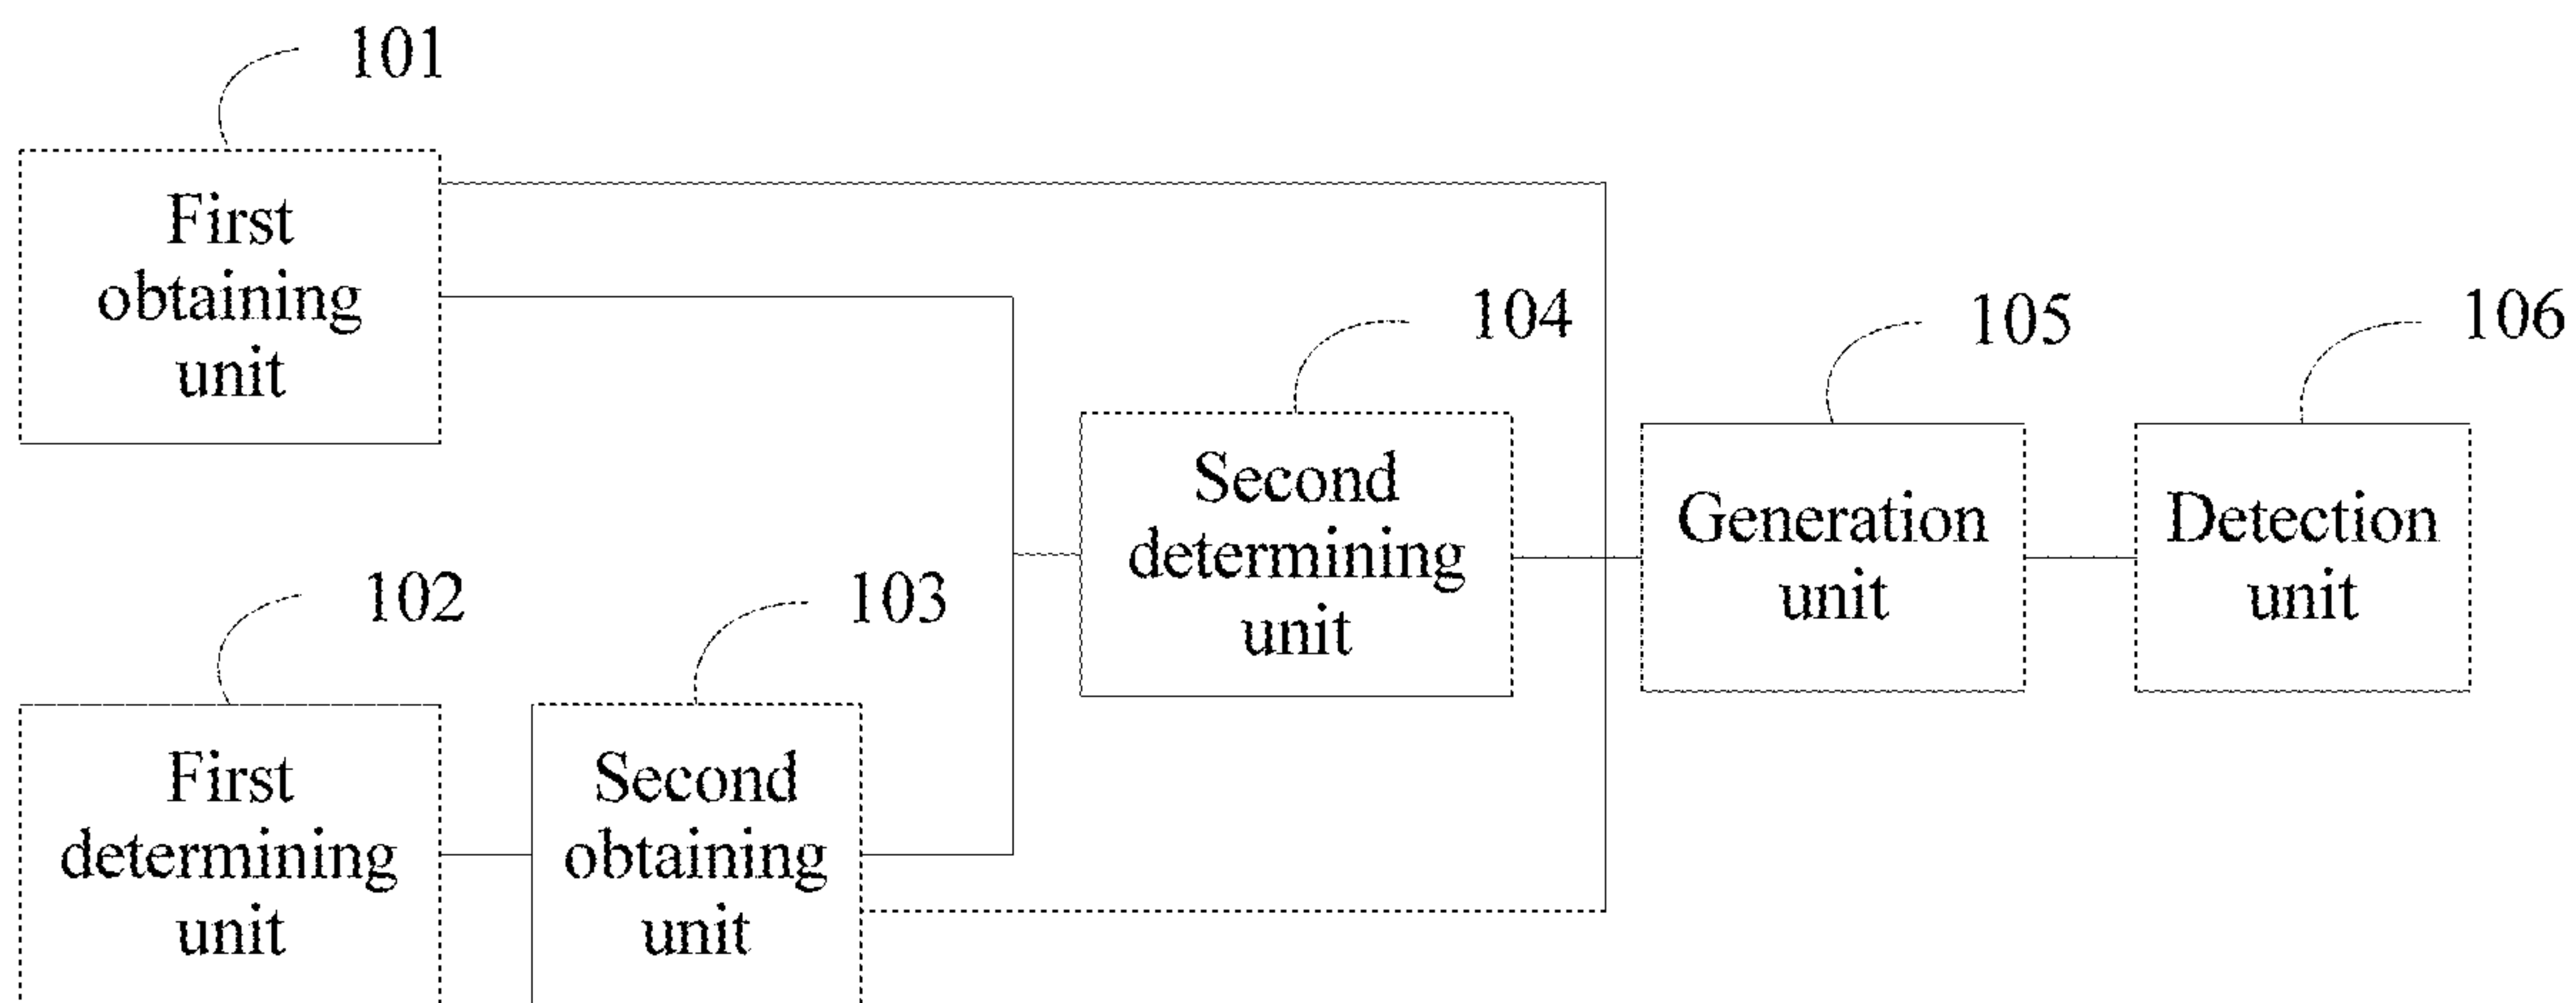 101
First
obtaining
unit
104
105
106
Second
determining
unit
Generation
unit
Detection
unit
102
103
First
determining
unit
Second
obtaining
unit